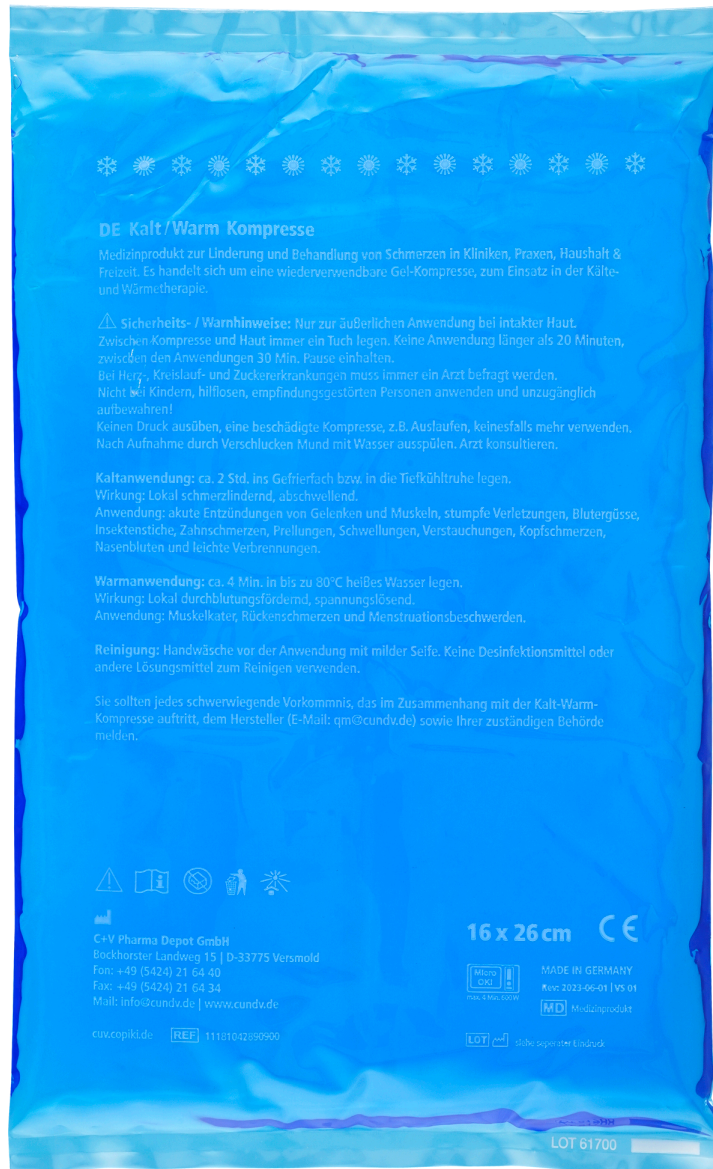 DE Kalt/Warm Kompresse
Medizinprodukt zur Linderung und Behandlung von Schmerzen in Kliniken, Praxen, Haushalt &
Freizeit. Es handelt sich um eine wiederverwendbare Gel-Kompresse, zum Einsatz in der Kälte-
und Wärmetherapie.
Sicherheits- / Warnhinweise: Nur zur äußerlichen Anwendung bei intakter Haut.
Zwischen Kompresse und Haut immer ein Tuch legen. Keine Anwendung länger als 20 Minuten,
zwischen den Anwendungen 30 Min. Pause einhalten.
Bei Herz-, Kreislauf- und Zuckererkrankungen muss immer ein Arzt befragt werden.
Nicht bei Kindern, hilflosen, empfindungsgestörten Personen anwenden und unzugänglich
aufbewahren!
Keinen Druck ausüben, eine beschädigte Kompresse, z.B. Auslaufen, keinesfalls mehr verwenden.
Nach Aufnahme durch Verschlucken Mund mit Wasser ausspülen. Arzt konsultieren.
Kaltanwendung: ca. 2 Std. ins Gefrierfach bzw. in die Tiefkühltruhe legen.
Wirkung: Lokal schmerzlindernd, abschwellend.
Anwendung: akute Entzündungen von Gelenken und Muskeln, stumpfe Verletzungen, Blutergüsse,
Insektenstiche, Zahnschmerzen, Prellungen, Schwellungen, Verstauchungen, Kopfschmerzen,
Nasenbluten und leichte Verbrennungen.
Warmanwendung: ca. 4 Min. in bis zu 80°C heißes Wasser legen.
Wirkung: Lokal durchblutungsfördernd, spannungslösend.
Anwendung: Muskelkater, Rückenschmerzen und Menstruationsbeschwerden.
Reinigung: Handwäsche vor der Anwendung mit milder Seife. Keine Desinfektionsmittel oder
andere Lösungsmittel zum Reinigen verwenden.
Sie sollten jedes schwerwiegende Vorkommnis, das im Zusammenhang mit der Kalt-Warm-
Kompresse auftritt, dem Hersteller (E-Mail: qm@cundv.de) sowie Ihrer zuständigen Behörde
melden.
C+V Pharma Depot GmbH
Bockhorster Landweg 15 | D-33775 Versmold
Fon: +49 (5424) 21 64 40
Fax: +49 (5424) 21 64 34
Mail: info@cundv.de | www.cundv.de
cuv.copiki.de REF 11181042690900
16 x 26 cm CE
Micro
OKI
max. 4 Min. 600W
MADE IN GERMANY
Rev: 2023-06-01 | VS 01
MD Medizinprodukt
LOT siehe seperater Eindruck
LOT 61700